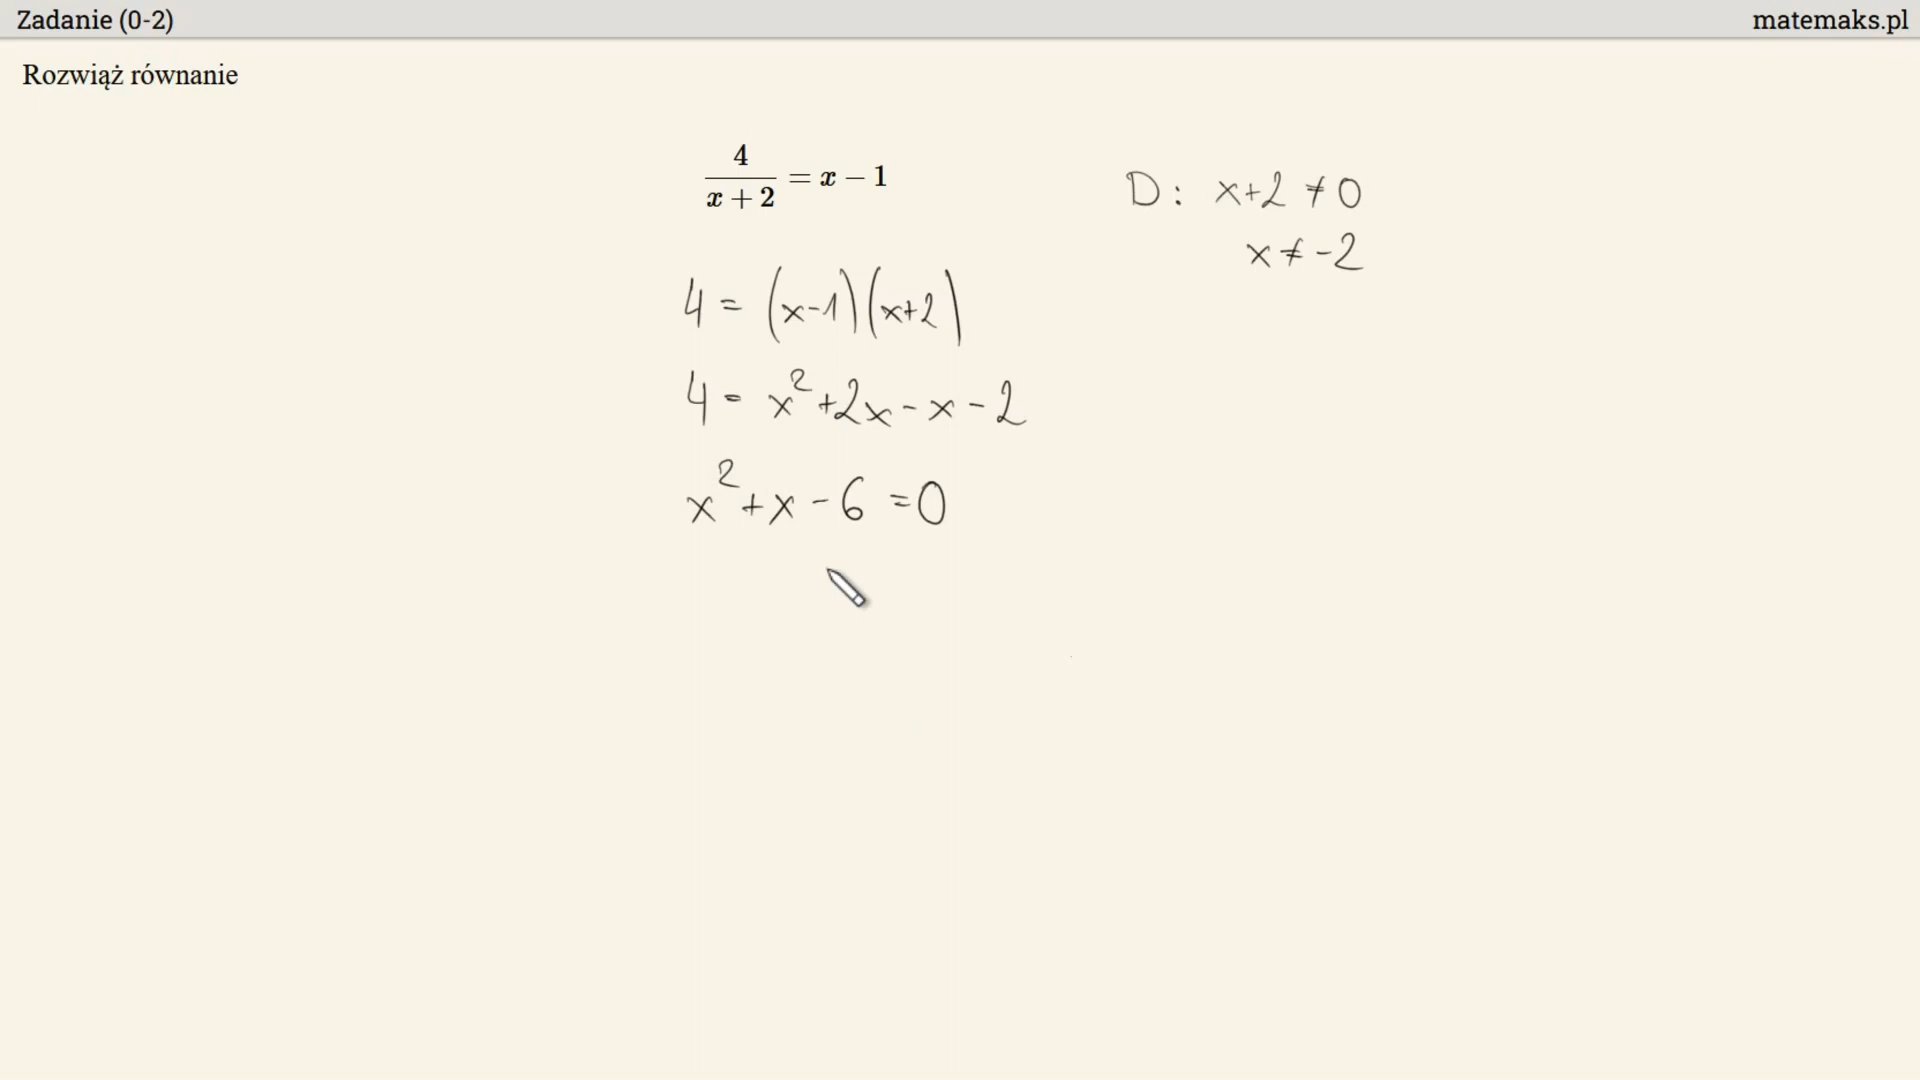 Zadanie (0-2)
matemaks.pl
Rozwiąż równanie
4/(x + 2) = x − 1
D: x+2 ≠ 0
x ≠ -2
4 = (x-1)(x+2)
4 = x²+2x-x-2
x²+x-6=0